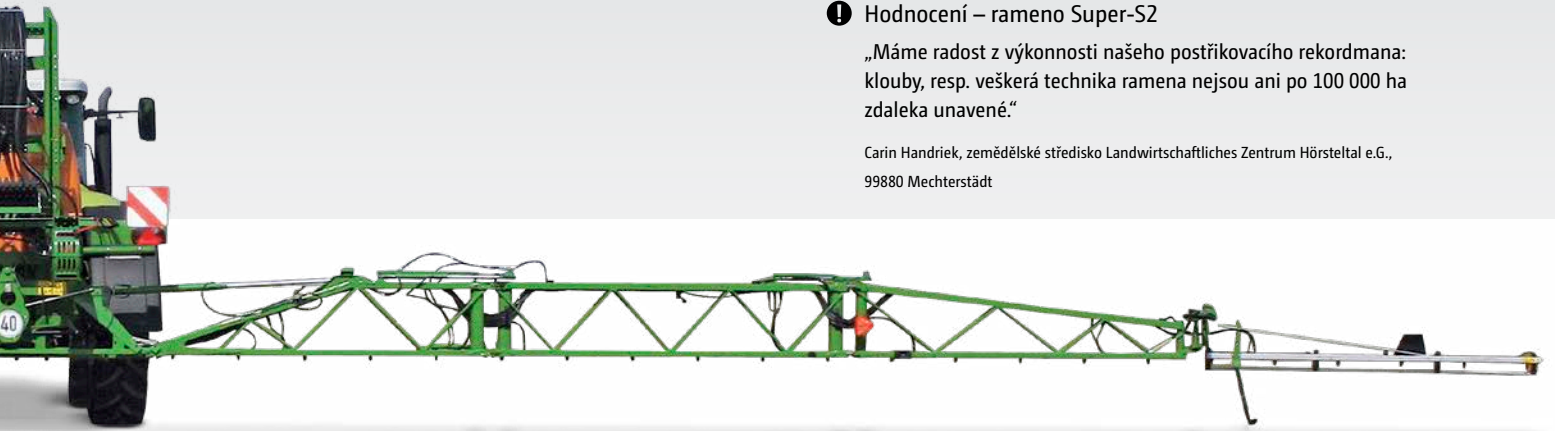 Hodnocení – rameno Super-S2
„Máme radost z výkonnosti našeho postřikovacího rekordmana:
klouby, resp. veškerá technika ramena nejsou ani po 100 000 ha
zdaleka unavené.“
Carin Handriek, zemědělské středisko Landwirtschaftliches Zentrum Hörsteltal e.G.,
99880 Mechterstädt
40